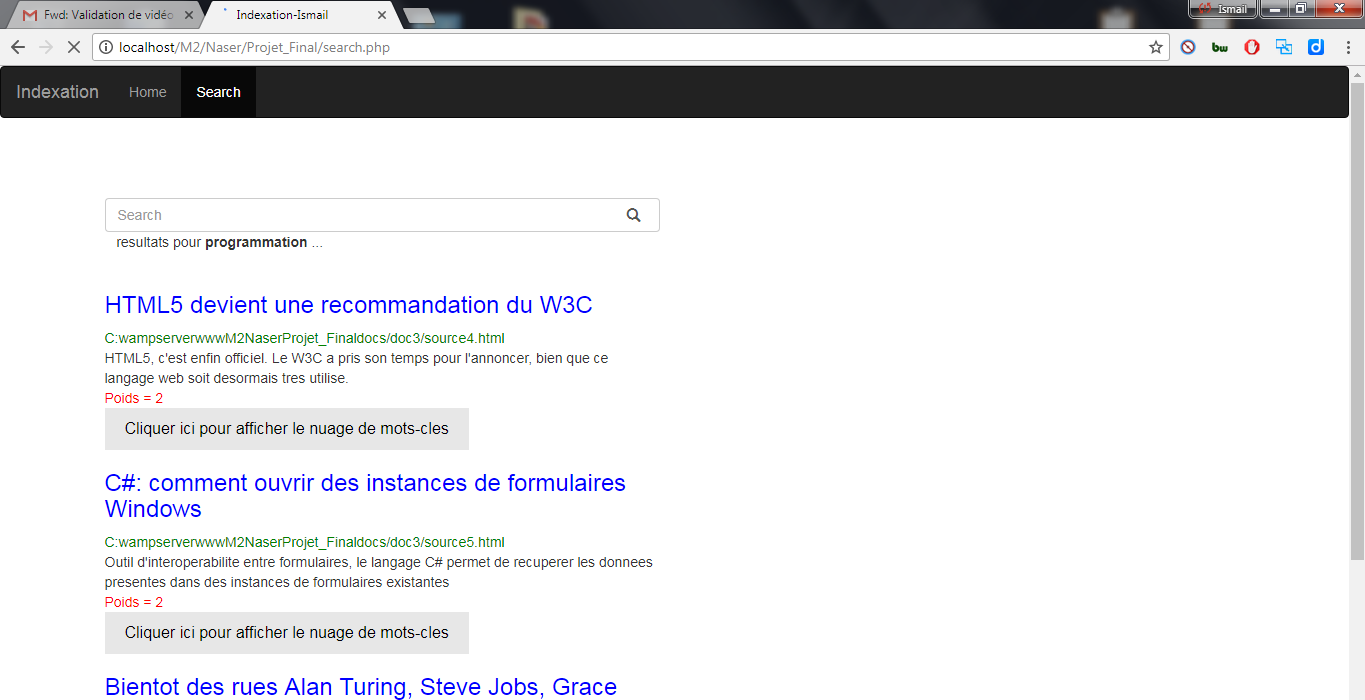 Fwd: Validation de vidéo
Indexation-Ismail
Ismail
localhost/M2/Naser/Projet_Final/search.php
bw
d
Indexation
Home
Search
Search
resultats pour programmation ...
HTML5 devient une recommandation du W3C
C:wampserverwwwM2NaserProjet_Finaldocs/doc3/source4.html
HTML5, c'est enfin officiel. Le W3C a pris son temps pour l'annoncer, bien que ce
langage web soit desormais tres utilise.
Poids = 2
Cliquer ici pour afficher le nuage de mots-cles
C#: comment ouvrir des instances de formulaires
Windows
C:wampserverwwwM2NaserProjet_Finaldocs/doc3/source5.html
Outil d'interoperabilite entre formulaires, le langage C# permet de recuperer les donnees
presentes dans des instances de formulaires existantes
Poids = 2
Cliquer ici pour afficher le nuage de mots-cles
Bientot des rues Alan Turing, Steve Jobs, Grace